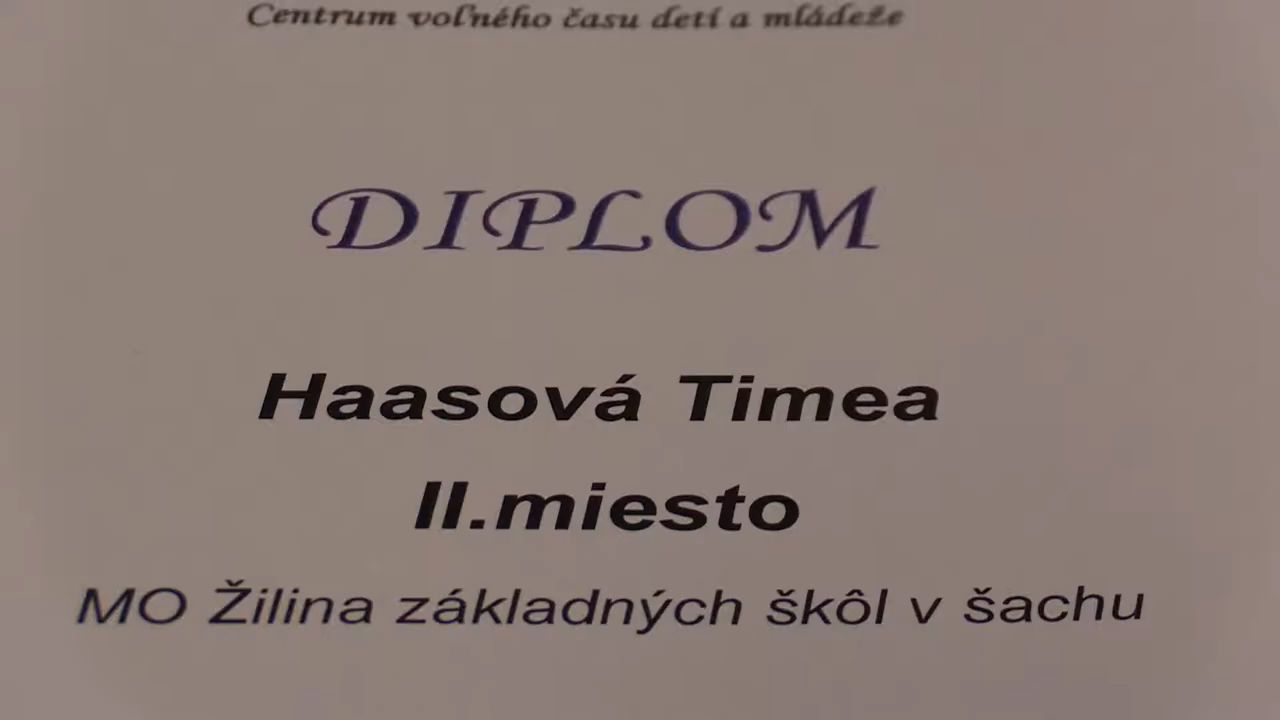 Centrum voľného času detí a mládeže
DIPLOM
Haasová Timea
II.miesto
MO Žilina základných škôl v šachu